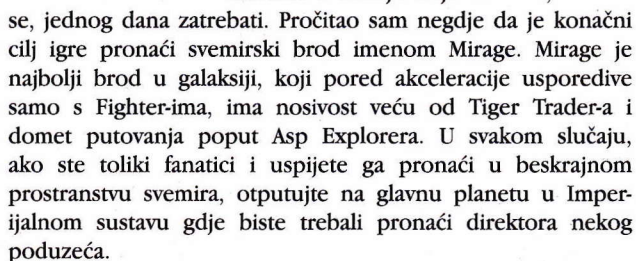 se, jednog dana zatrebati. Pročitao sam negdje da je konačni
cilj igre pronaći svemirski brod imenom Mirage. Mirage je
najbolji brod u galaksiji, koji pored akceleracije usporedive
samo s Fighter-ima, ima nosivost veću od Tiger Trader-a i
domet putovanja poput Asp Explorera. U svakom slučaju,
ako ste toliki fanatici i uspijete ga pronaći u beskrajnom
prostranstvu svemira, otputujte na glavnu planetu u Imper-
ijalnom sustavu gdje biste trebali pronaći direktora nekog
poduzeća.